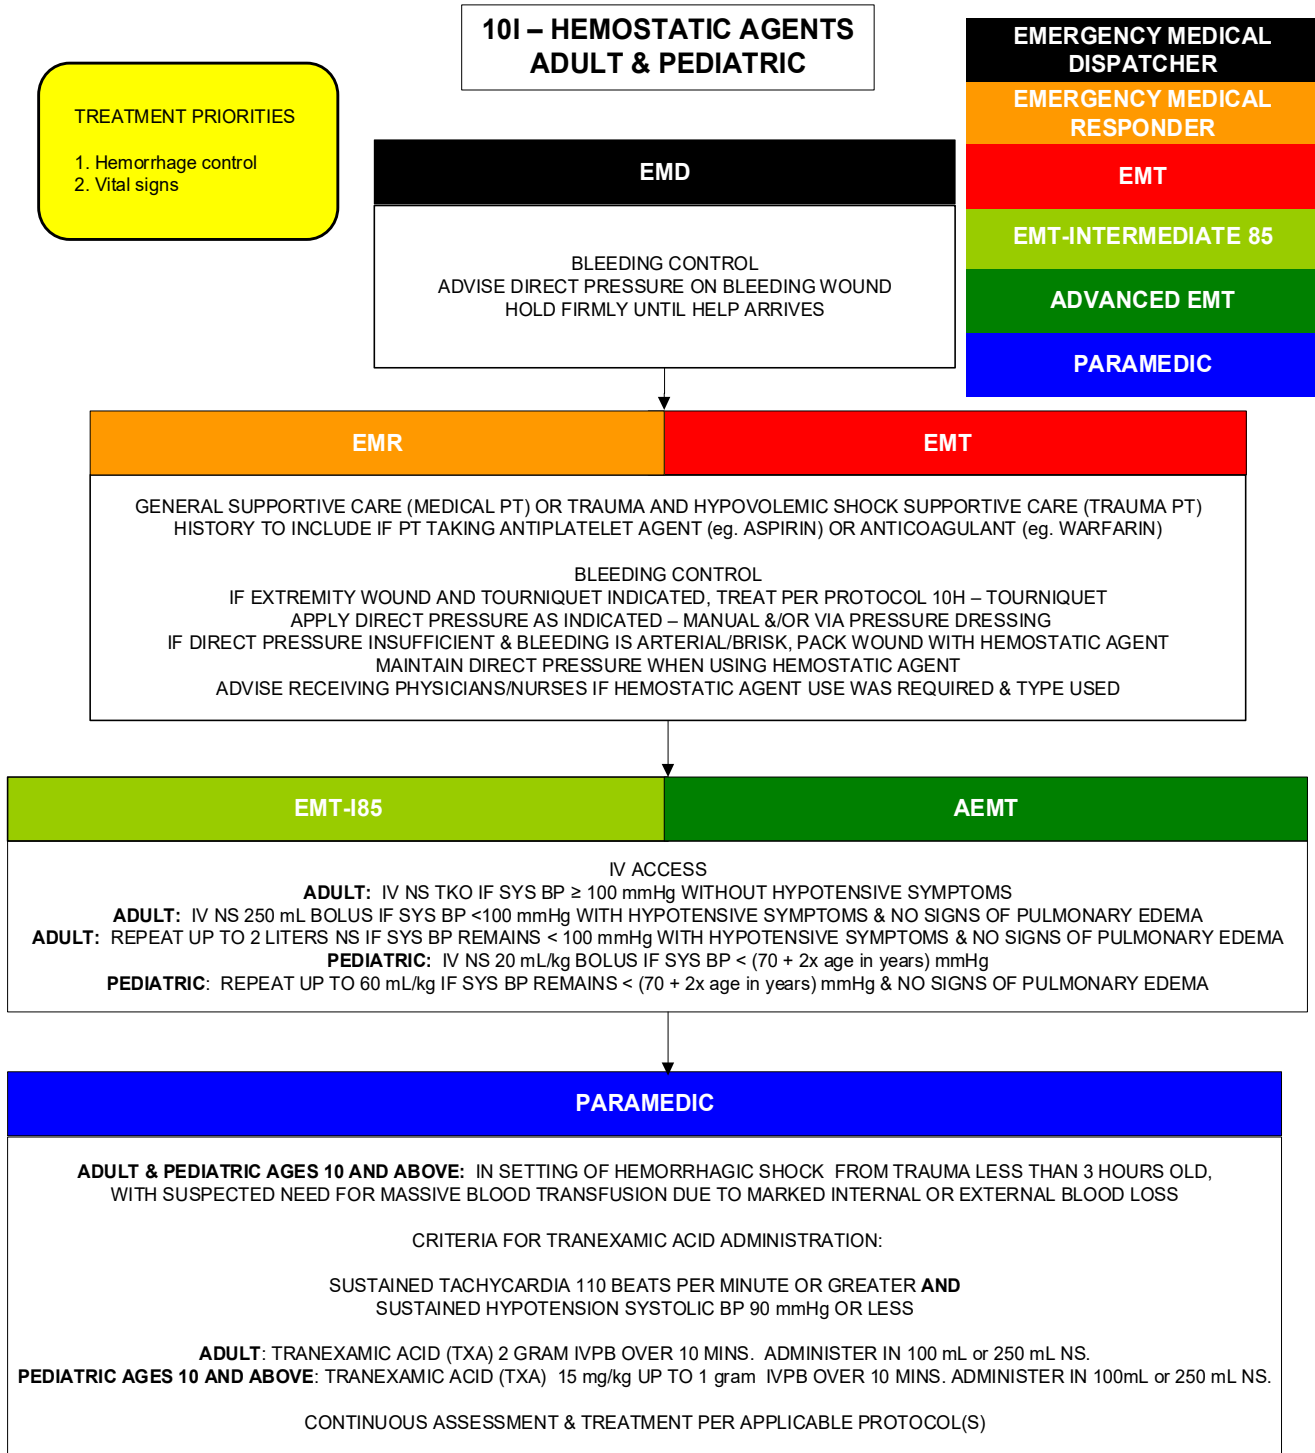 10I – HEMOSTATIC AGENTS
ADULT & PEDIATRIC
EMERGENCY MEDICAL
DISPATCHER
EMERGENCY MEDICAL
RESPONDER
EMT
EMT-INTERMEDIATE 85
ADVANCED EMT
PARAMEDIC
TREATMENT PRIORITIES
1. Hemorrhage control
2. Vital signs
EMD
BLEEDING CONTROL
ADVISE DIRECT PRESSURE ON BLEEDING WOUND
HOLD FIRMLY UNTIL HELP ARRIVES
EMR
EMT
GENERAL SUPPORTIVE CARE (MEDICAL PT) OR TRAUMA AND HYPOVOLEMIC SHOCK SUPPORTIVE CARE (TRAUMA PT)
HISTORY TO INCLUDE IF PT TAKING ANTIPLATELET AGENT (eg. ASPIRIN) OR ANTICOAGULANT (eg. WARFARIN)
BLEEDING CONTROL
IF EXTREMITY WOUND AND TOURNIQUET INDICATED, TREAT PER PROTOCOL 10H – TOURNIQUET
APPLY DIRECT PRESSURE AS INDICATED – MANUAL &/OR VIA PRESSURE DRESSING
IF DIRECT PRESSURE INSUFFICIENT & BLEEDING IS ARTERIAL/BRISK, PACK WOUND WITH HEMOSTATIC AGENT
MAINTAIN DIRECT PRESSURE WHEN USING HEMOSTATIC AGENT
ADVISE RECEIVING PHYSICIANS/NURSES IF HEMOSTATIC AGENT USE WAS REQUIRED & TYPE USED
EMT-I85
AEMT
IV ACCESS
ADULT: IV NS TKO IF SYS BP ≥ 100 mmHg WITHOUT HYPOTENSIVE SYMPTOMS
ADULT: IV NS 250 mL BOLUS IF SYS BP <100 mmHg WITH HYPOTENSIVE SYMPTOMS & NO SIGNS OF PULMONARY EDEMA
ADULT: REPEAT UP TO 2 LITERS NS IF SYS BP REMAINS < 100 mmHg WITH HYPOTENSIVE SYMPTOMS & NO SIGNS OF PULMONARY EDEMA
PEDIATRIC: IV NS 20 mL/kg BOLUS IF SYS BP < (70 + 2x age in years) mmHg
PEDIATRIC: REPEAT UP TO 60 mL/kg IF SYS BP REMAINS < (70 + 2x age in years) mmHg & NO SIGNS OF PULMONARY EDEMA
PARAMEDIC
ADULT & PEDIATRIC AGES 10 AND ABOVE: IN SETTING OF HEMORRHAGIC SHOCK FROM TRAUMA LESS THAN 3 HOURS OLD,
WITH SUSPECTED NEED FOR MASSIVE BLOOD TRANSFUSION DUE TO MARKED INTERNAL OR EXTERNAL BLOOD LOSS
CRITERIA FOR TRANEXAMIC ACID ADMINISTRATION:
SUSTAINED TACHYCARDIA 110 BEATS PER MINUTE OR GREATER AND
SUSTAINED HYPOTENSION SYSTOLIC BP 90 mmHg OR LESS
ADULT: TRANEXAMIC ACID (TXA) 2 GRAM IVPB OVER 10 MINS. ADMINISTER IN 100 mL or 250 mL NS.
PEDIATRIC AGES 10 AND ABOVE: TRANEXAMIC ACID (TXA) 15 mg/kg UP TO 1 gram IVPB OVER 10 MINS. ADMINISTER IN 100mL or 250 mL NS.
CONTINUOUS ASSESSMENT & TREATMENT PER APPLICABLE PROTOCOL(S)